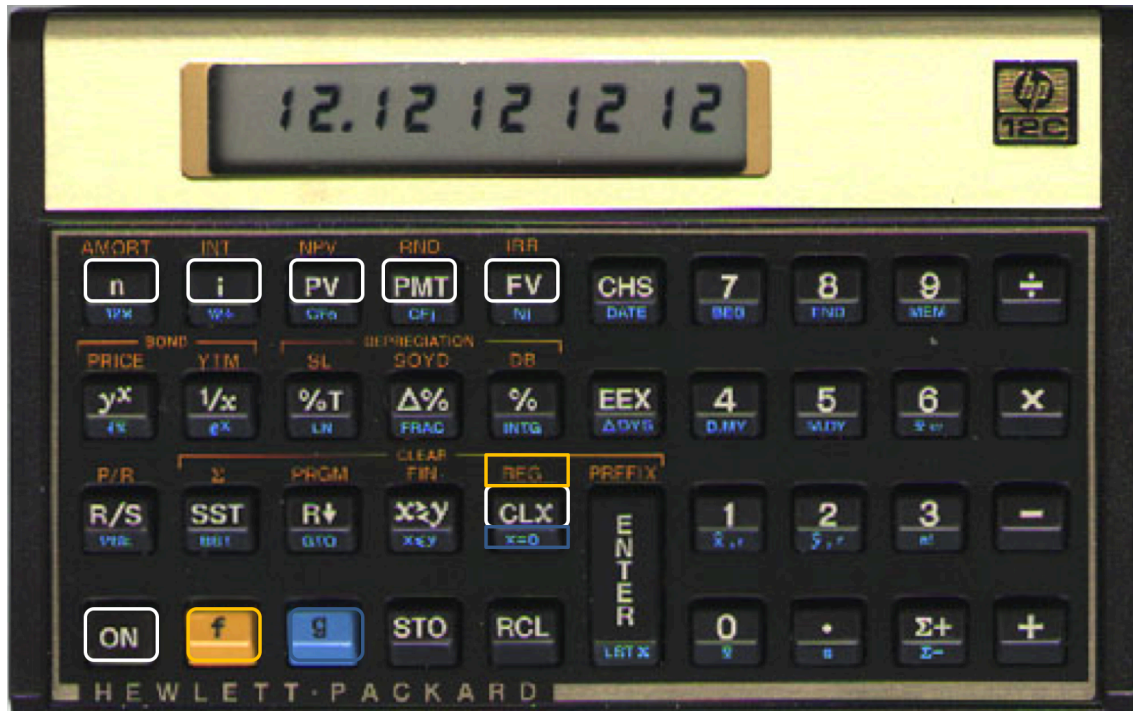 12.12121212
hp
12C
AMORT INT NPV RND IRR
n i PV PMT FV CHS 7 8 9 ÷
12× 12÷ CFo CFj Nj DATE BEG END MEM
BOND DEPRECIATION
PRICE YTM SL SOYD DB
yˣ 1/x %T Δ% % EEX 4 5 6 ×
eˣ LN FRAC INTG ΔDYS D.MY M.DY
CLEAR
P/R Σ PRGM FIN REG PREFIX
R/S SST R↓ x≷y CLX ENTER 1 2 3 −
BST GTO x≤y x=0 x̂,r ŷ,r n!
ON f g STO RCL 0 . Σ+ +
LST X x̄ s Σ−
HEWLETT·PACKARD